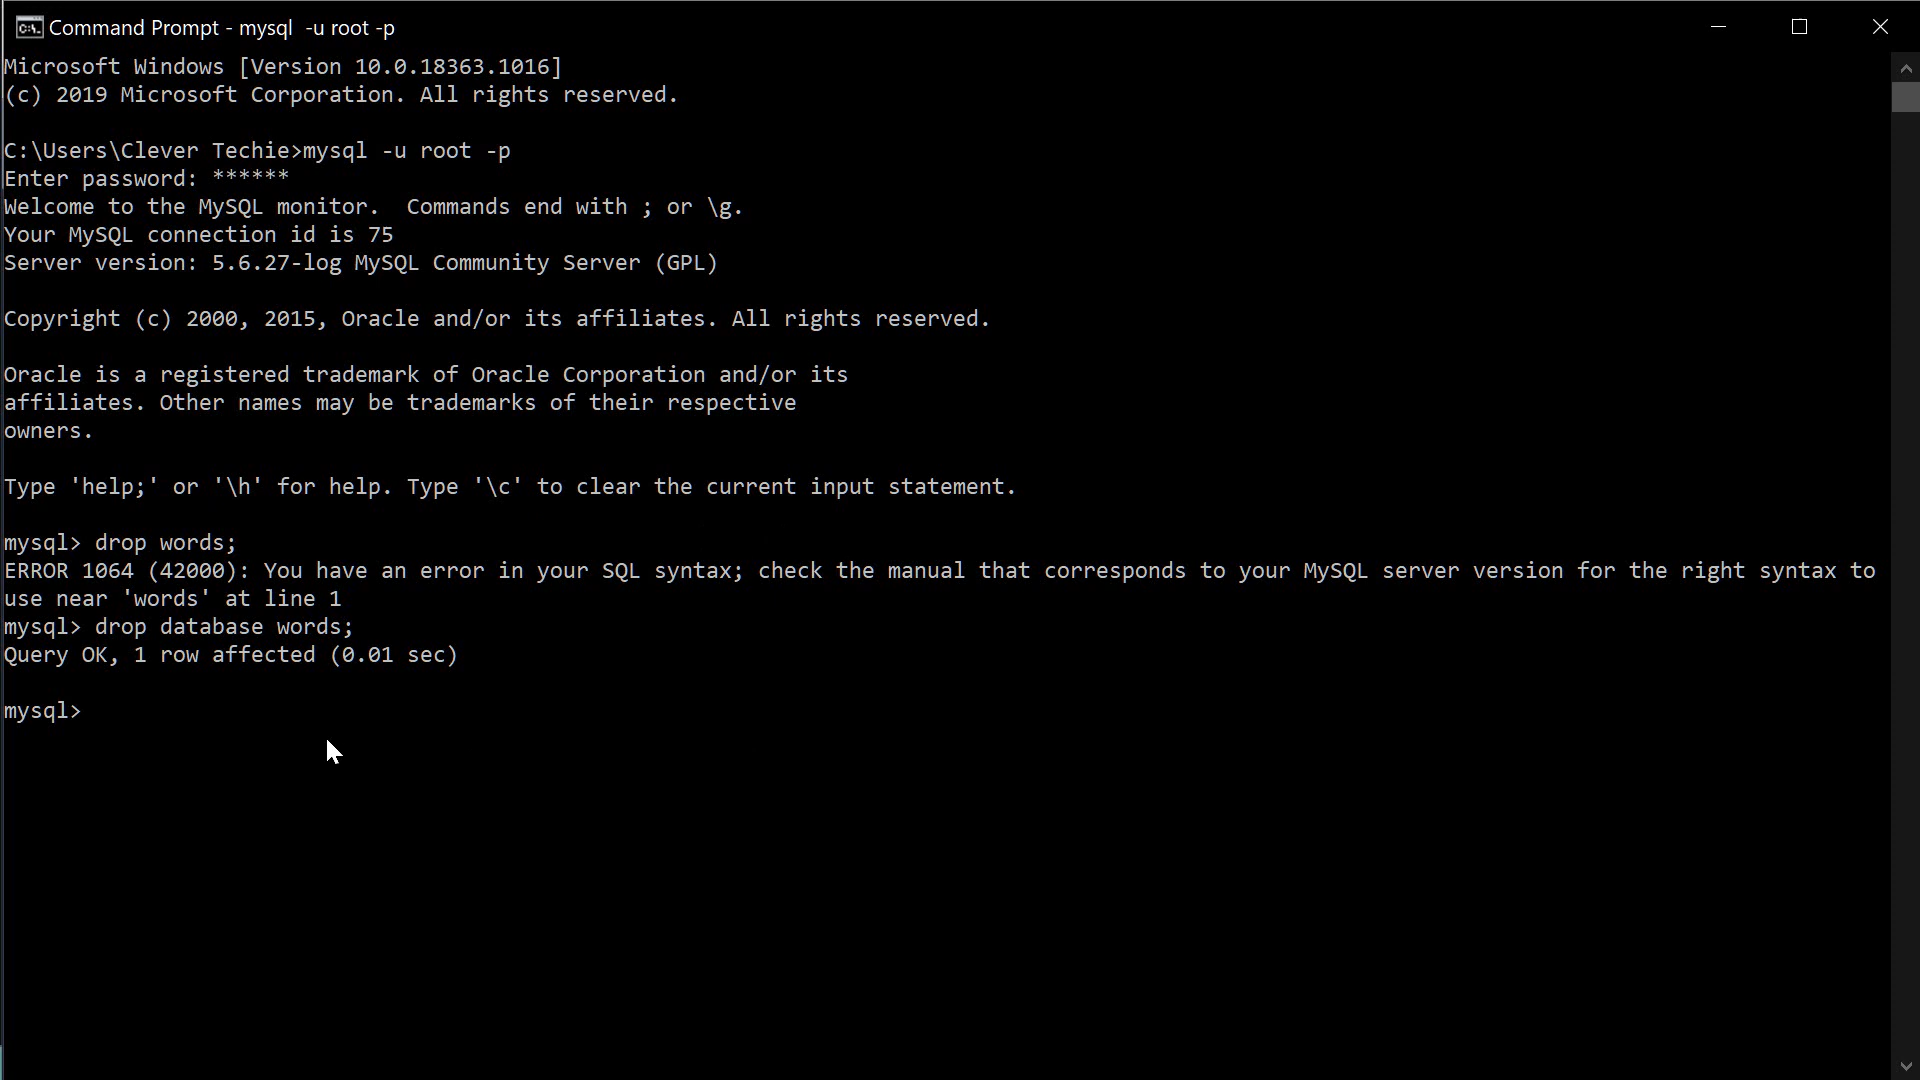 Command Prompt - mysql  -u root -p
Microsoft Windows [Version 10.0.18363.1016]
(c) 2019 Microsoft Corporation. All rights reserved.
C:\Users\Clever Techie>mysql -u root -p
Enter password: ******
Welcome to the MySQL monitor.  Commands end with ; or \g.
Your MySQL connection id is 75
Server version: 5.6.27-log MySQL Community Server (GPL)
Copyright (c) 2000, 2015, Oracle and/or its affiliates. All rights reserved.
Oracle is a registered trademark of Oracle Corporation and/or its
affiliates. Other names may be trademarks of their respective
owners.
Type 'help;' or '\h' for help. Type '\c' to clear the current input statement.
mysql> drop words;
ERROR 1064 (42000): You have an error in your SQL syntax; check the manual that corresponds to your MySQL server version for the right syntax to
use near 'words' at line 1
mysql> drop database words;
Query OK, 1 row affected (0.01 sec)
mysql>